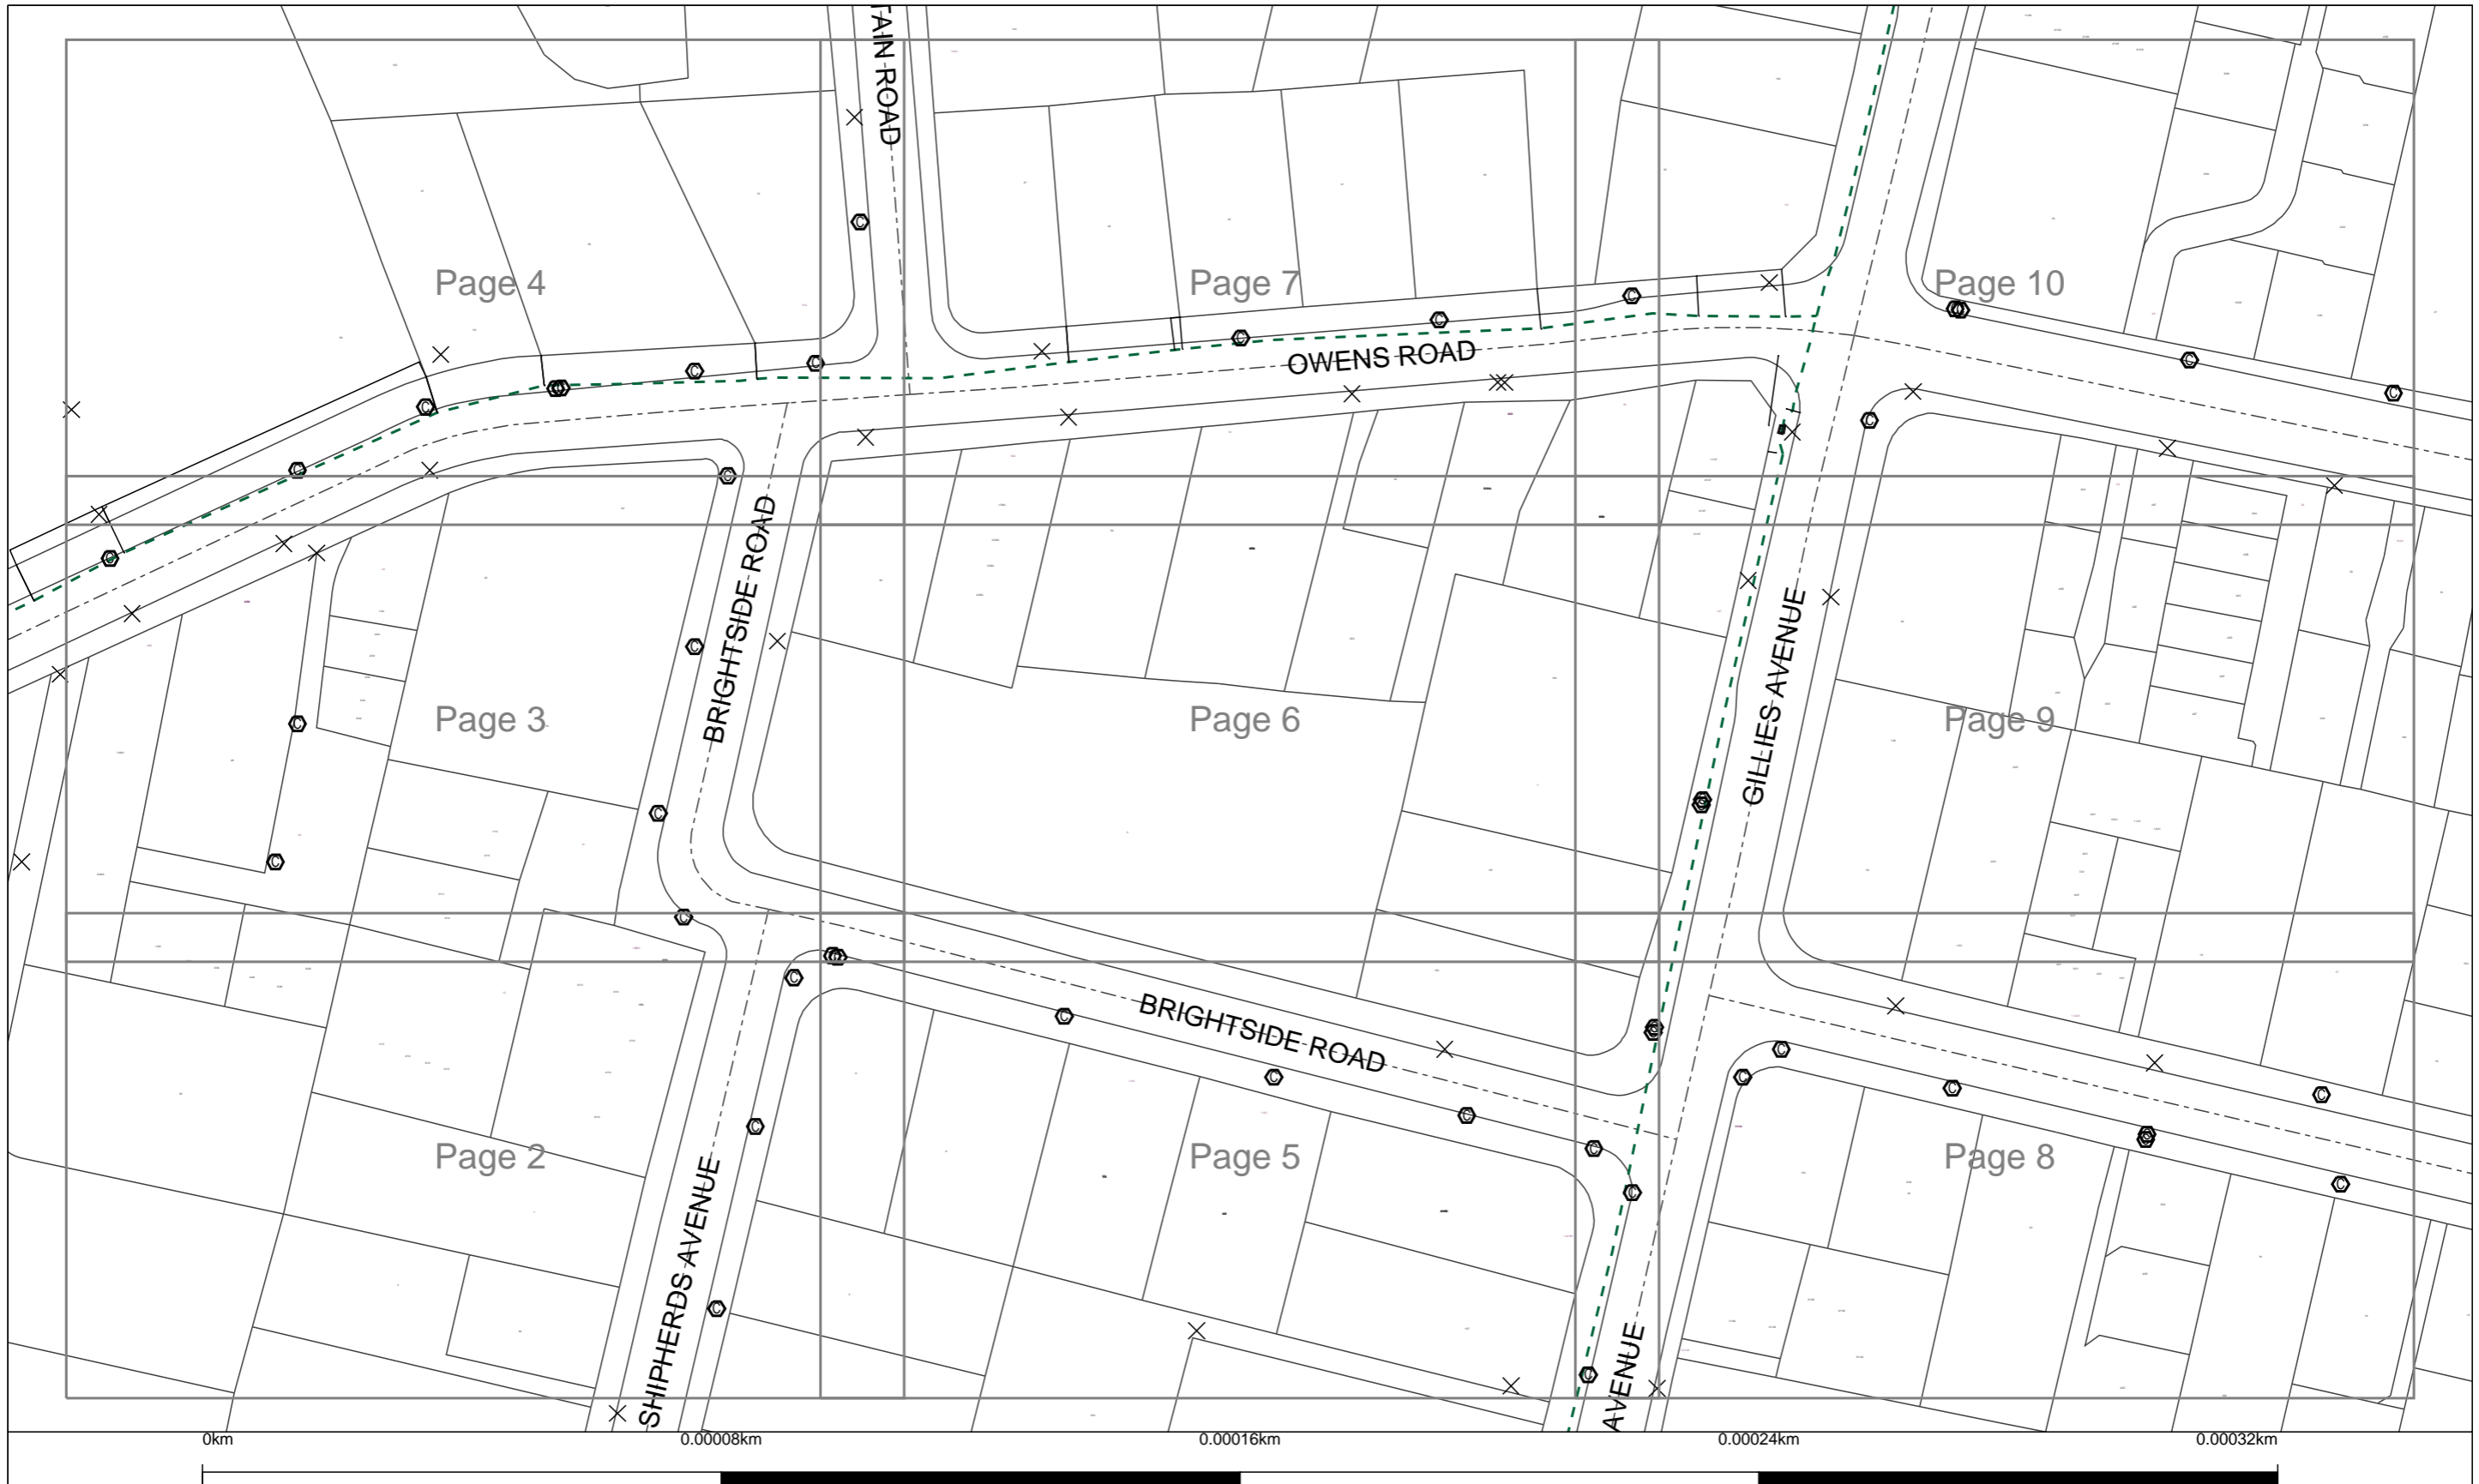 TAIN ROAD
Page 4
Page 7
Page 10
OWENS ROAD
BRIGHTSIDE ROAD
GILLIES AVENUE
Page 3
Page 6
Page 9
BRIGHTSIDE ROAD
Page 2
Page 5
Page 8
SHIPHERDS AVENUE
AVENUE
0km
0.00008km
0.00016km
0.00024km
0.00032km